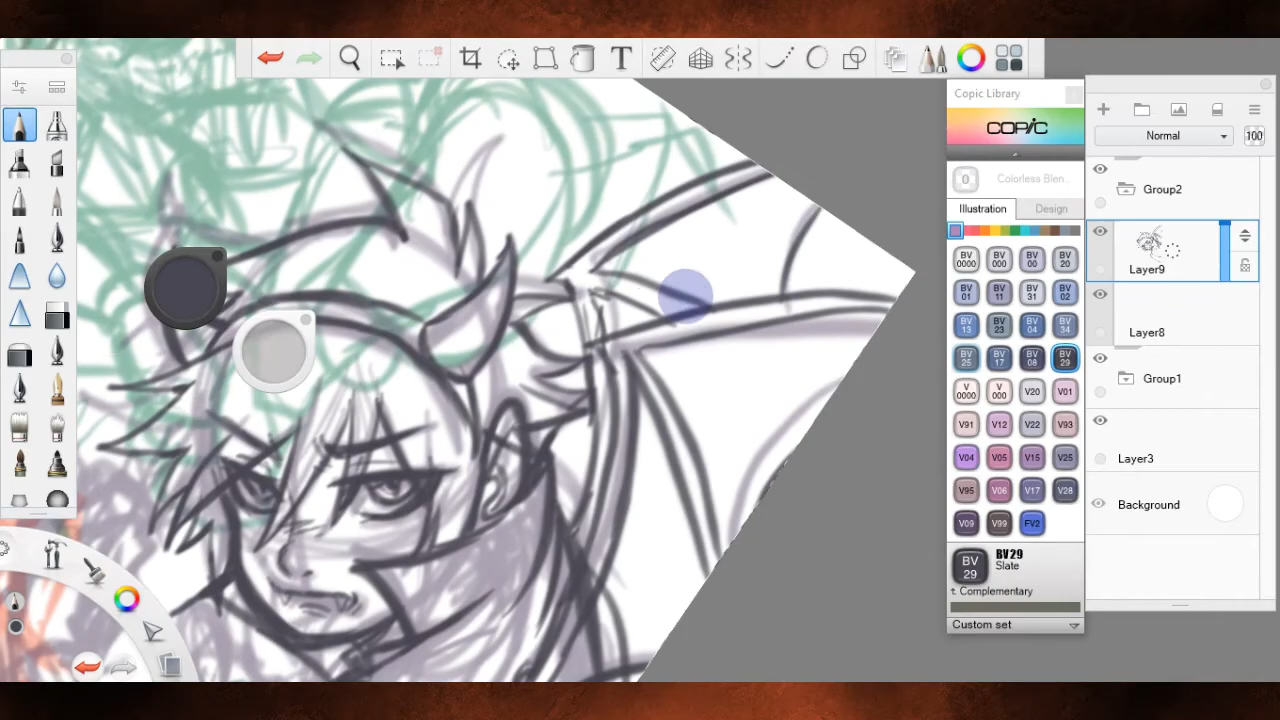 T
Copic Library
COPIC
0 Colorless Blen..
Illustration Design
BV 0000 BV 000 BV 00 BV 20
BV 01 BV 11 BV 31 BV 02
BV 13 BV 23 BV 04 BV 34
BV 25 BV 17 BV 08 BV 29
V 0000 V 000 V20 V01
V91 V12 V22 V93
V04 V05 V15 V25
V95 V06 V17 V28
V09 V99 FV2
BV 29 BV29
Slate
Complementary
Custom set
Normal 100
Group2
Layer9
Layer8
Group1
Layer3
Background